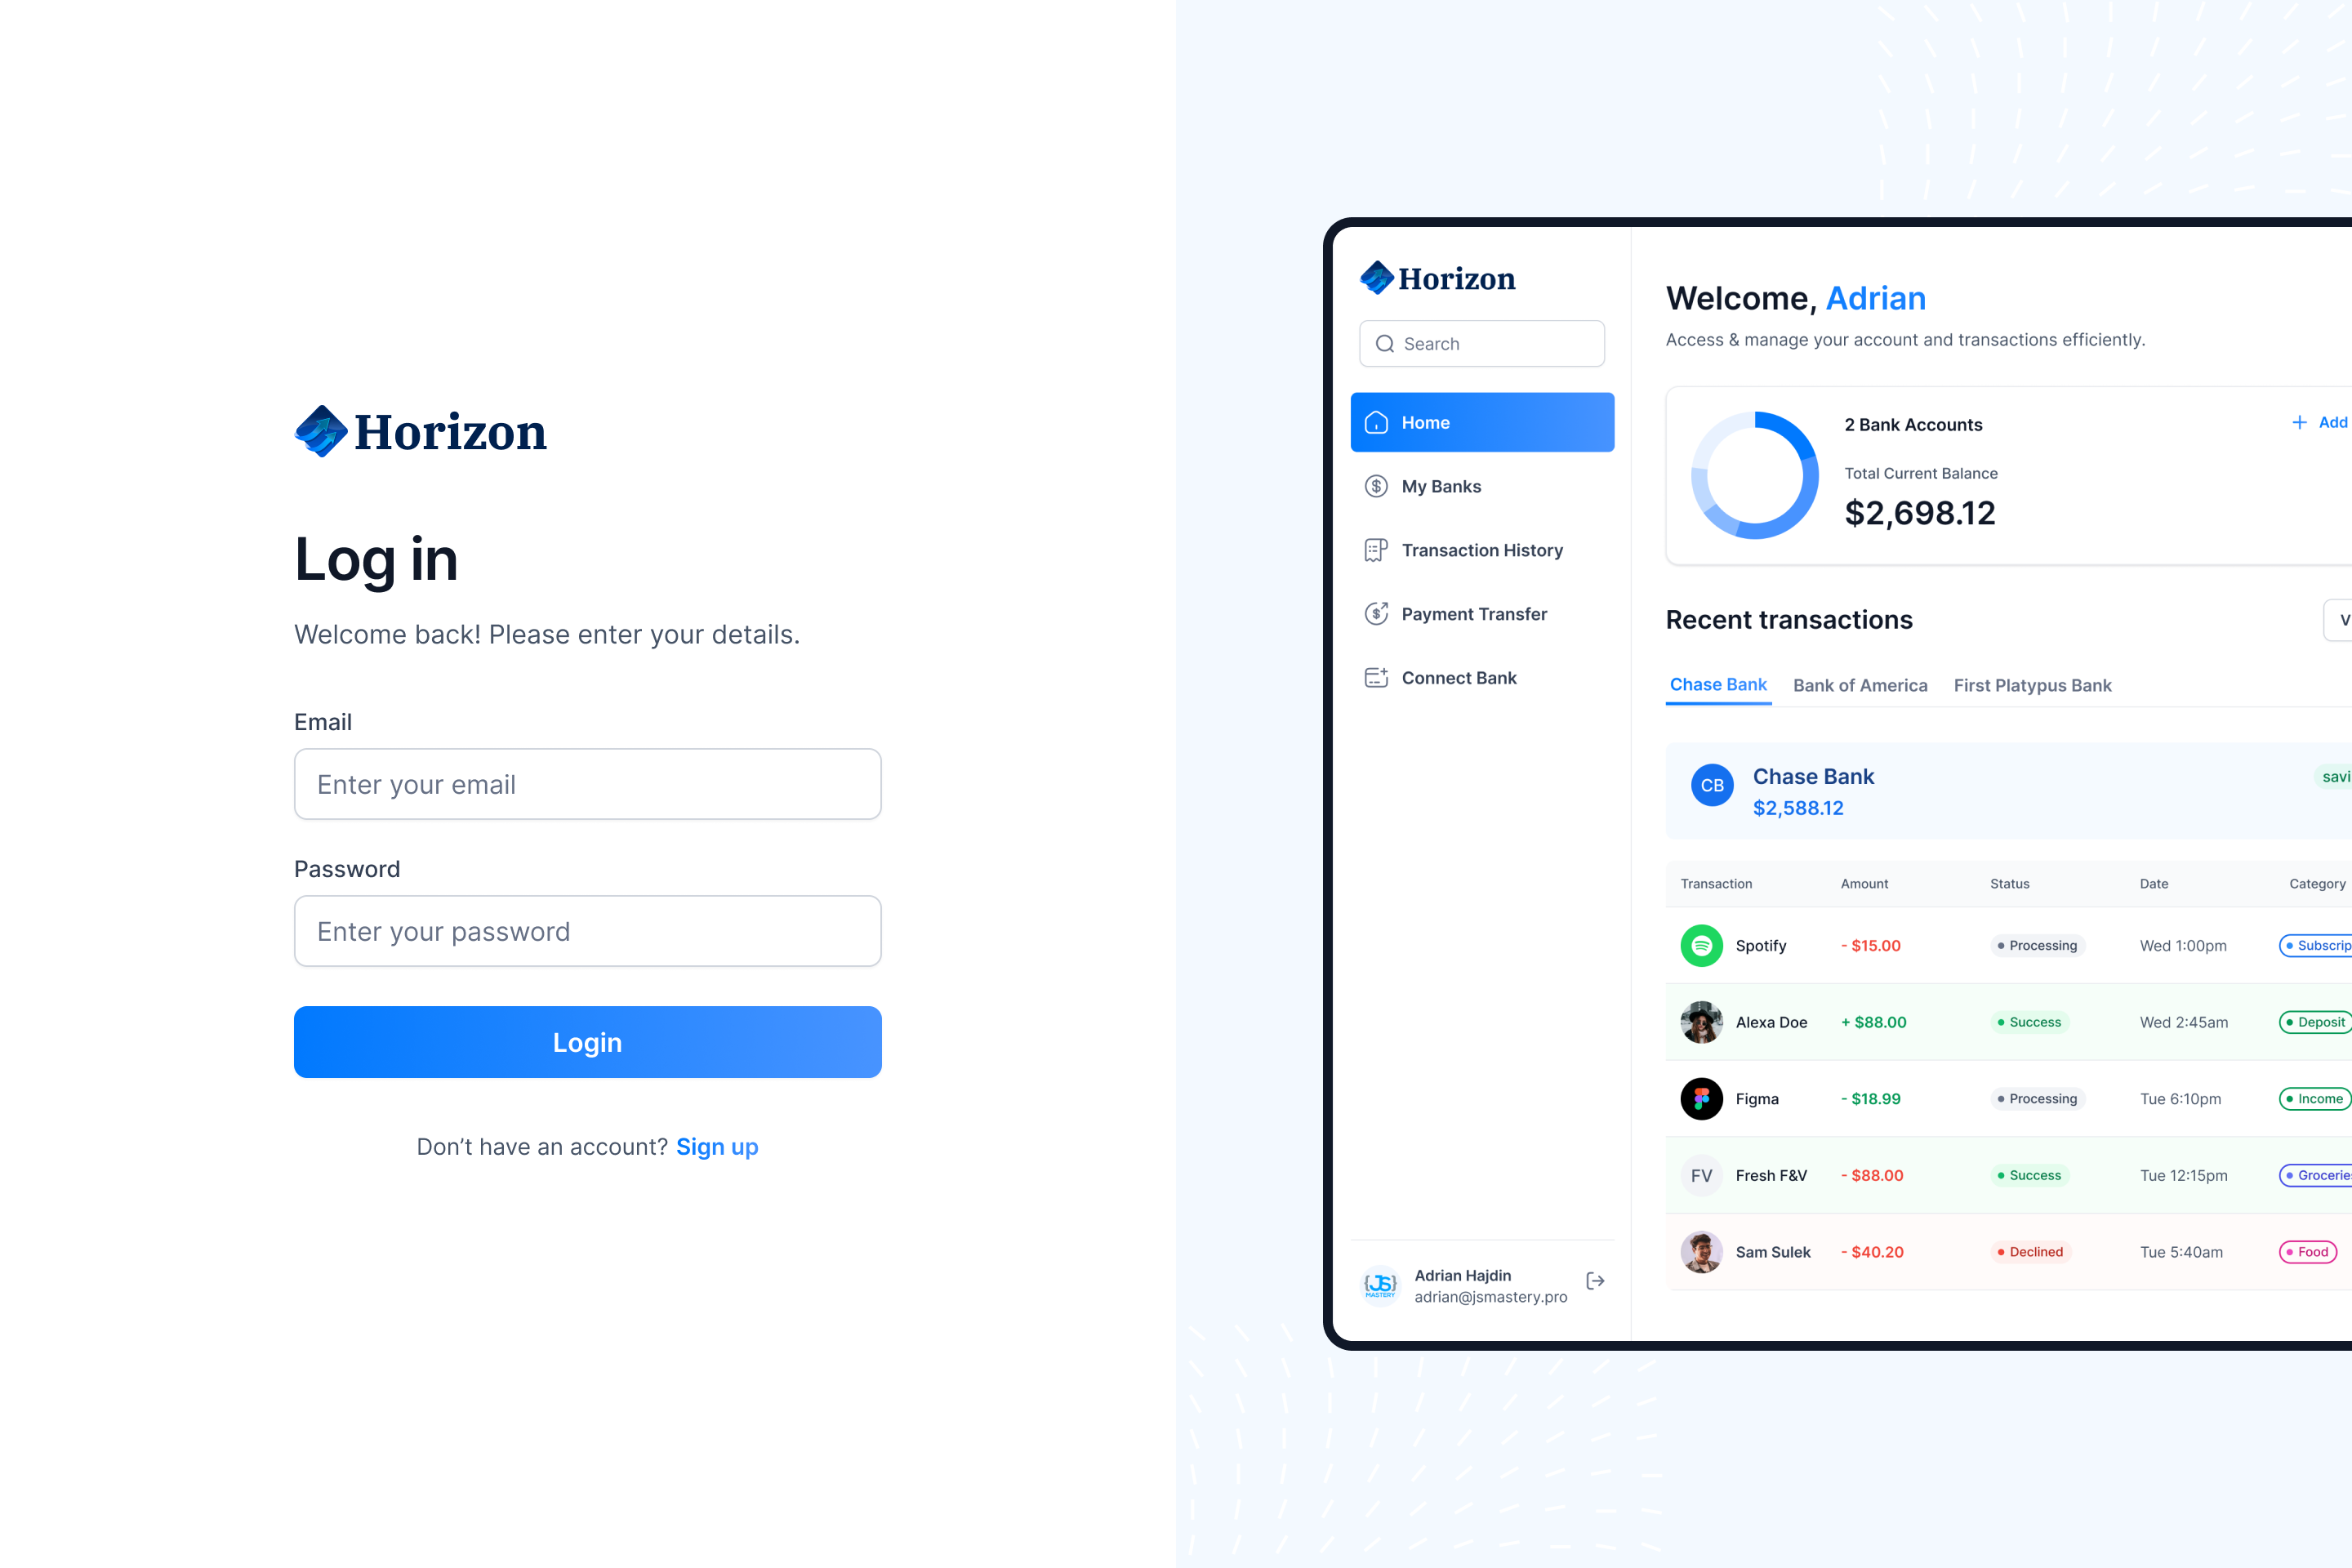 Horizon
Log in
Welcome back! Please enter your details.
Email
Enter your email
Password
Enter your password
Login
Don’t have an account? Sign up
Horizon
Search
Home
My Banks
Transaction History
Payment Transfer
Connect Bank
{JS}
MASTERY
Adrian Hajdin
adrian@jsmastery.pro
Welcome, Adrian
Access & manage your account and transactions efficiently.
2 Bank Accounts
+ Add
Total Current Balance
$2,698.12
Recent transactions
V
Chase Bank Bank of America First Platypus Bank
CB
Chase Bank
savi
$2,588.12
Transaction Amount Status Date Category
Spotify - $15.00 Processing Wed 1:00pm Subscrip
Alexa Doe + $88.00 Success Wed 2:45am Deposit
Figma - $18.99 Processing Tue 6:10pm Income
FV Fresh F&V - $88.00 Success Tue 12:15pm Groceries
Sam Sulek - $40.20 Declined Tue 5:40am Food